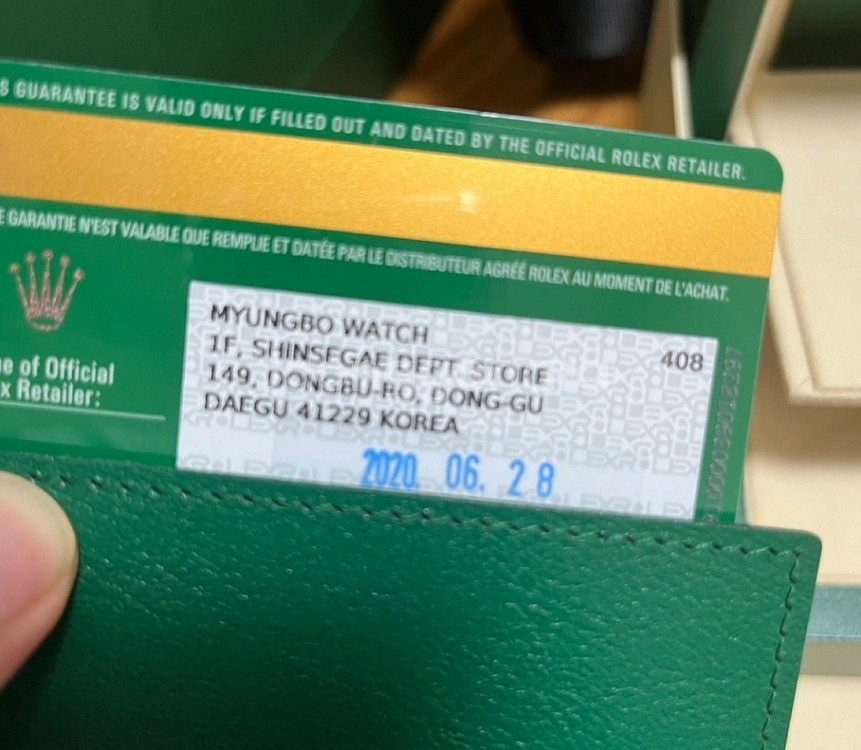 S GUARANTEE IS VALID ONLY IF FILLED OUT AND DATED BY THE OFFICIAL ROLEX RETAILER.
E GARANTIE N'EST VALABLE QUE REMPLIE ET DATÉE PAR LE DISTRIBUTEUR AGRÉÉ ROLEX AU MOMENT DE L'ACHAT.
e of Official
x Retailer:
MYUNGBO WATCH
408
1F, SHINSEGAE DEPT. STORE
149, DONGBU-RO, DONG-GU
DAEGU 41229 KOREA
2020. 06. 28